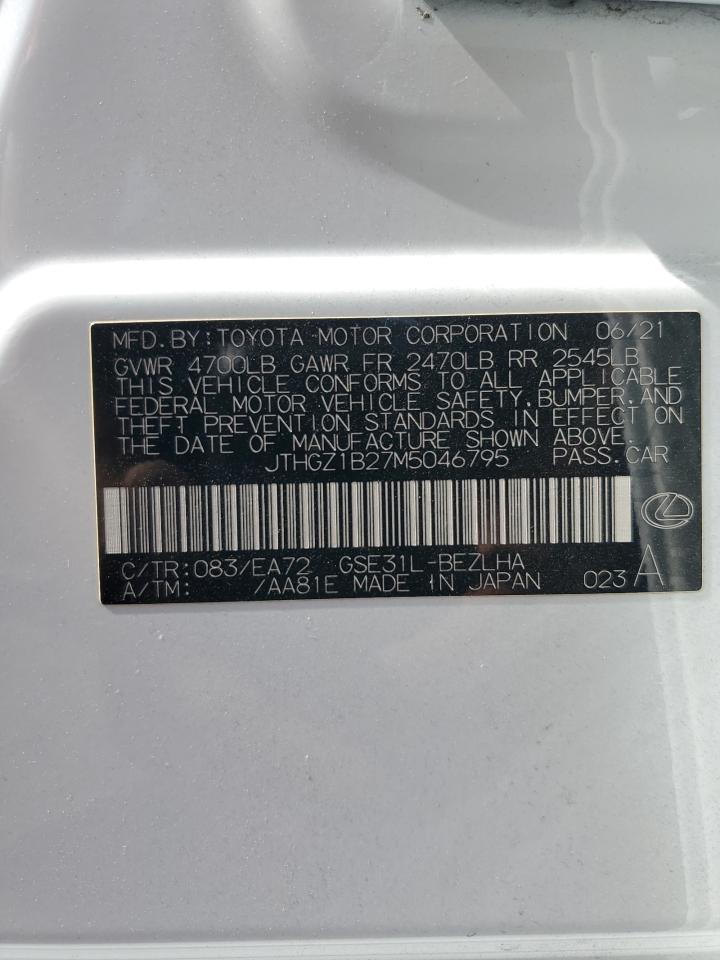 MFD.BY:TOYOTA MOTOR CORPORATION 06/21
GVWR 4700LB GAWR FR 2470LB RR 2545LB
THIS VEHICLE CONFORMS TO ALL APPLICABLE
FEDERAL MOTOR VEHICLE SAFETY,BUMPER,AND
THEFT PREVENTION STANDARDS IN EFFECT ON
THE DATE OF MANUFACTURE SHOWN ABOVE.
JTHGZ1B27M5046795 PASS.CAR
C/TR:083/EA72 GSE31L-BEZLHA
A/TM: /AA81E MADE IN JAPAN 023 A